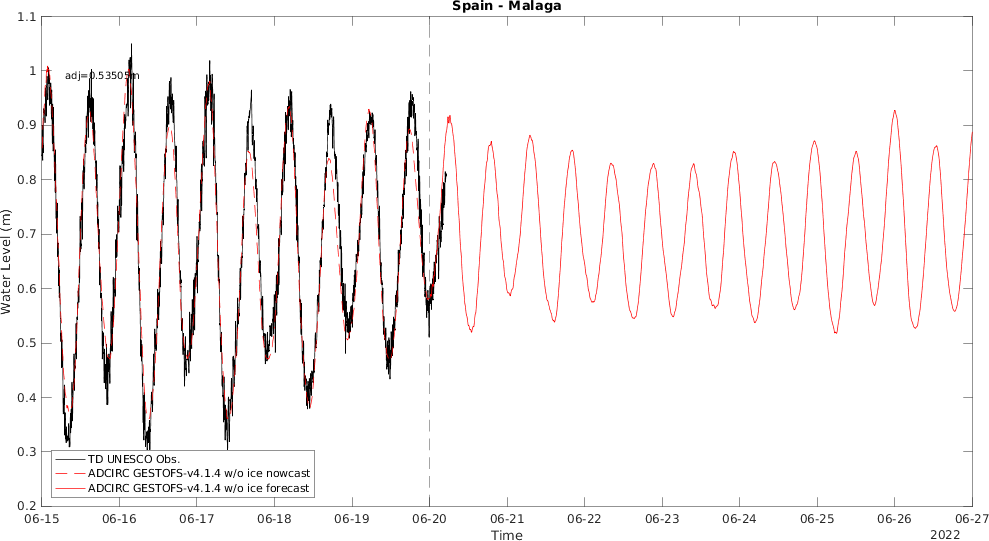 Spain - Malaga
1.1
1
0.9
0.8
0.7
0.6
0.5
0.4
0.3
0.2
Water Level (m)
adj=0.53505m
TD UNESCO Obs.
ADCIRC GESTOFS-v4.1.4 w/o ice nowcast
ADCIRC GESTOFS-v4.1.4 w/o ice forecast
06-15 06-16 06-17 06-18 06-19 06-20 06-21 06-22 06-23 06-24 06-25 06-26 06-27
Time
2022